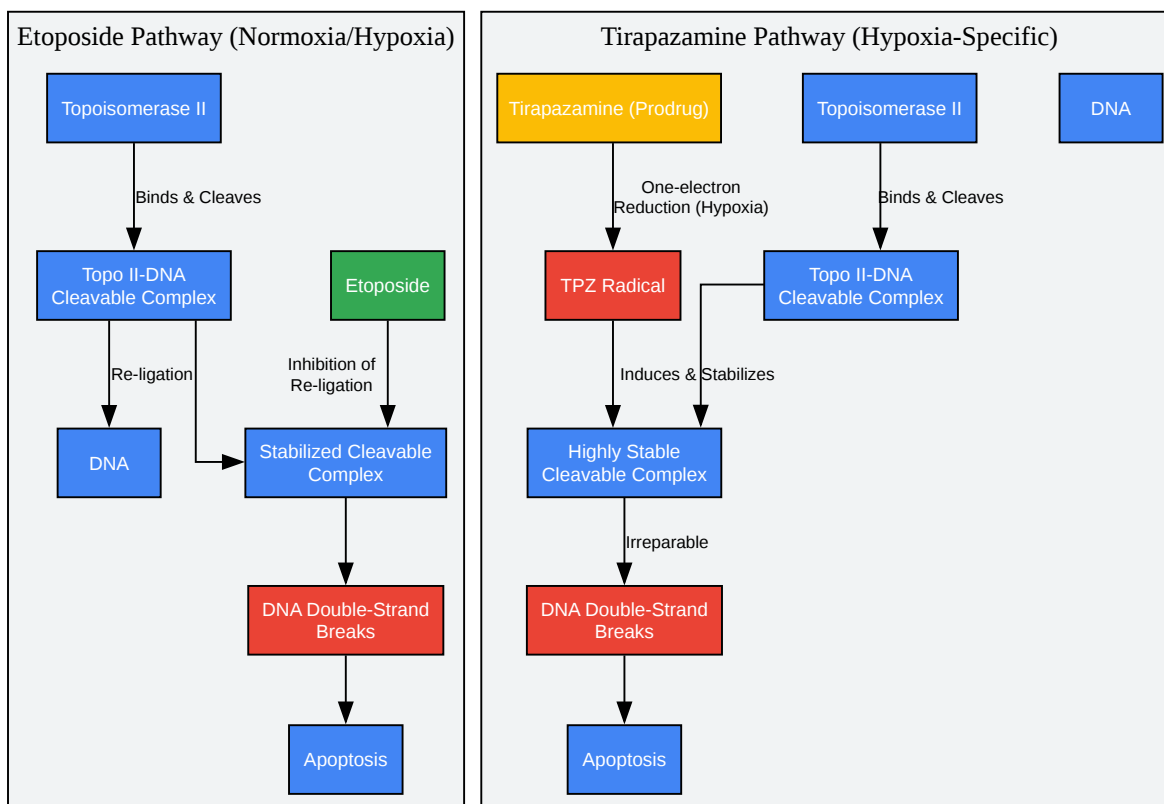 Etoposide Pathway (Normoxia/Hypoxia)
Topoisomerase II
Binds & Cleaves
Topo II-DNA
Cleavable Complex
Etoposide
Re-ligation
Inhibition of
Re-ligation
DNA
Stabilized Cleavable
Complex
DNA Double-Strand
Breaks
Apoptosis
Tirapazamine Pathway (Hypoxia-Specific)
Tirapazamine (Prodrug)
Topoisomerase II
DNA
One-electron
Reduction (Hypoxia)
Binds & Cleaves
TPZ Radical
Topo II-DNA
Cleavable Complex
Induces & Stabilizes
Highly Stable
Cleavable Complex
Irreparable
DNA Double-Strand
Breaks
Apoptosis